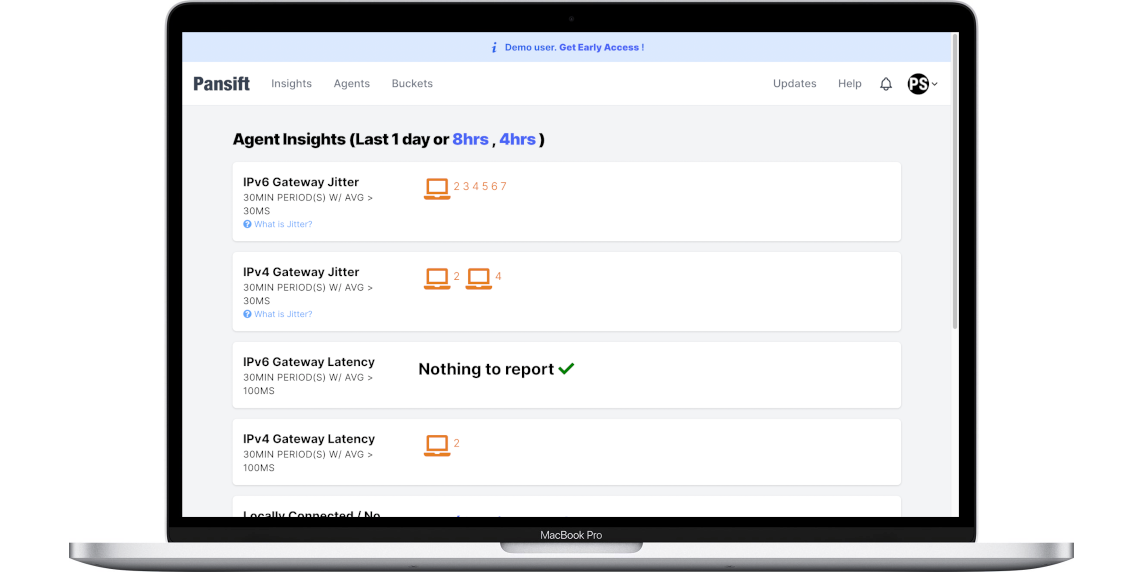 Demo user. Get Early Access !
Pansift Insights Agents Buckets Updates Help PS
Agent Insights (Last 1 day or 8hrs , 4hrs )
IPv6 Gateway Jitter
30MIN PERIOD(S) W/ AVG >
30MS
What is Jitter?
2 3 4 5 6 7
IPv4 Gateway Jitter
30MIN PERIOD(S) W/ AVG >
30MS
What is Jitter?
2 4
IPv6 Gateway Latency
30MIN PERIOD(S) W/ AVG >
100MS
Nothing to report
IPv4 Gateway Latency
30MIN PERIOD(S) W/ AVG >
100MS
2
Locally Connected / No
MacBook Pro